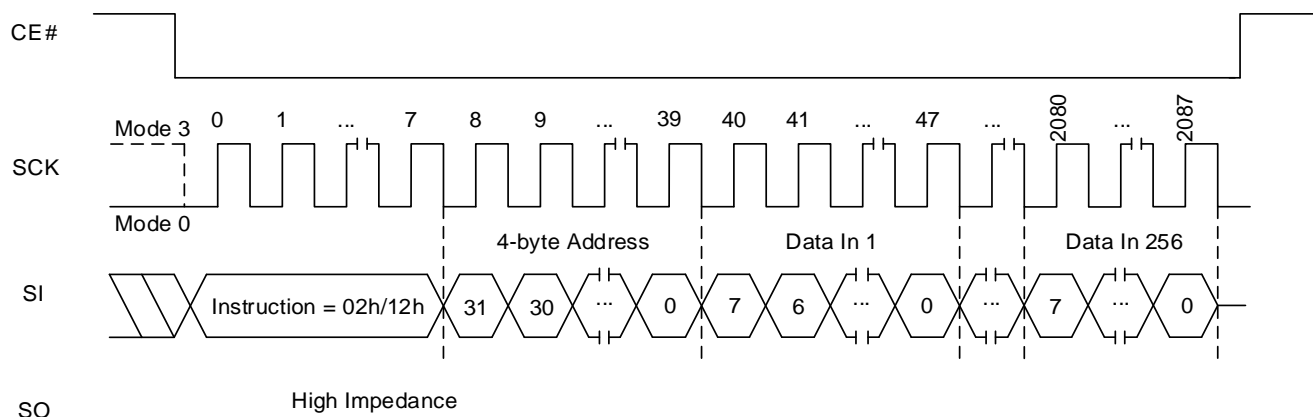 CE#
SCK
Mode 3
Mode 0
0 1 ... 7 8 9 ... 39 40 41 ... 47 ... 2080 ... 2087
4-byte Address Data In 1 Data In 256
SI
Instruction = 02h/12h 31 30 ... 0 7 6 ... 0 ... 7 ... 0
High Impedance
SO